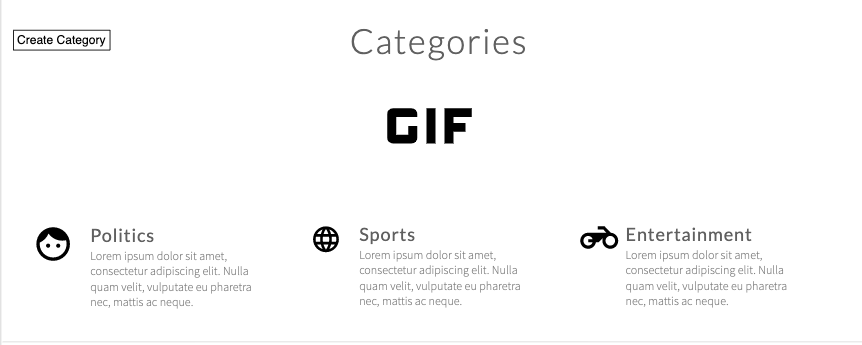 Create Category
Categories
GIF
Politics
Lorem ipsum dolor sit amet,
consectetur adipiscing elit. Nulla
quam velit, vulputate eu pharetra
nec, mattis ac neque.
Sports
Lorem ipsum dolor sit amet,
consectetur adipiscing elit. Nulla
quam velit, vulputate eu pharetra
nec, mattis ac neque.
Entertainment
Lorem ipsum dolor sit amet,
consectetur adipiscing elit. Nulla
quam velit, vulputate eu pharetra
nec, mattis ac neque.